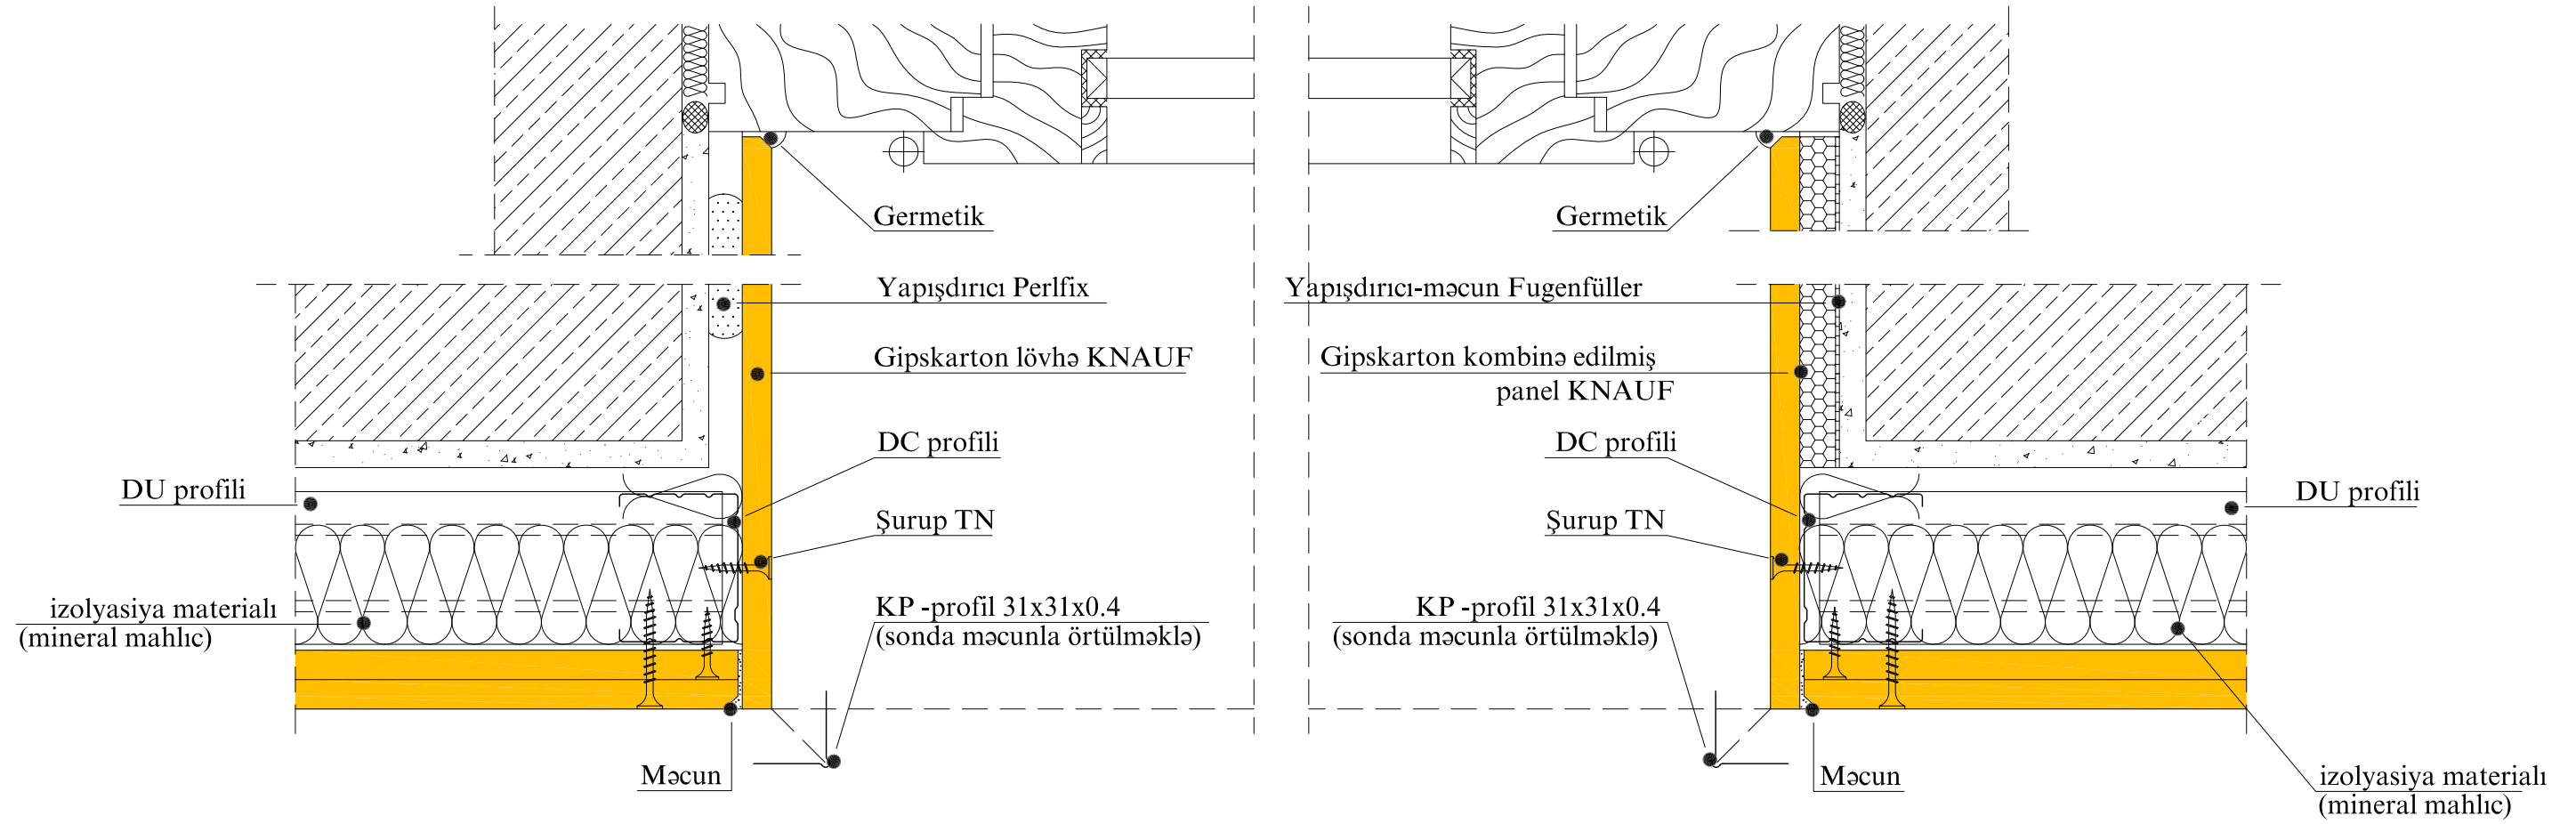 Germetik
Yapışdırıcı Perlfix
Gipskarton lövhə KNAUF
DC profili
DU profili
Şurup TN
izolyasiya materialı
(mineral mahlıc)
KP -profil 31x31x0.4
(sonda məcunla örtülməklə)
Məcun
Germetik
Yapışdırıcı-məcun Fugenfüller
Gipskarton kombinə edilmiş
panel KNAUF
DC profili
DU profili
Şurup TN
KP -profil 31x31x0.4
(sonda məcunla örtülməklə)
Məcun
izolyasiya materialı
(mineral mahlıc)